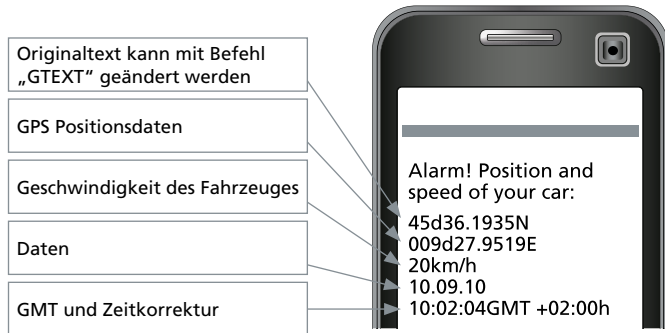 Originaltext kann mit Befehl
„GTEXT“ geändert werden
GPS Positionsdaten
Geschwindigkeit des Fahrzeuges
Daten
GMT und Zeitkorrektur
Alarm! Position and
speed of your car:
45d36.1935N
009d27.9519E
20km/h
10.09.10
10:02:04GMT +02:00h